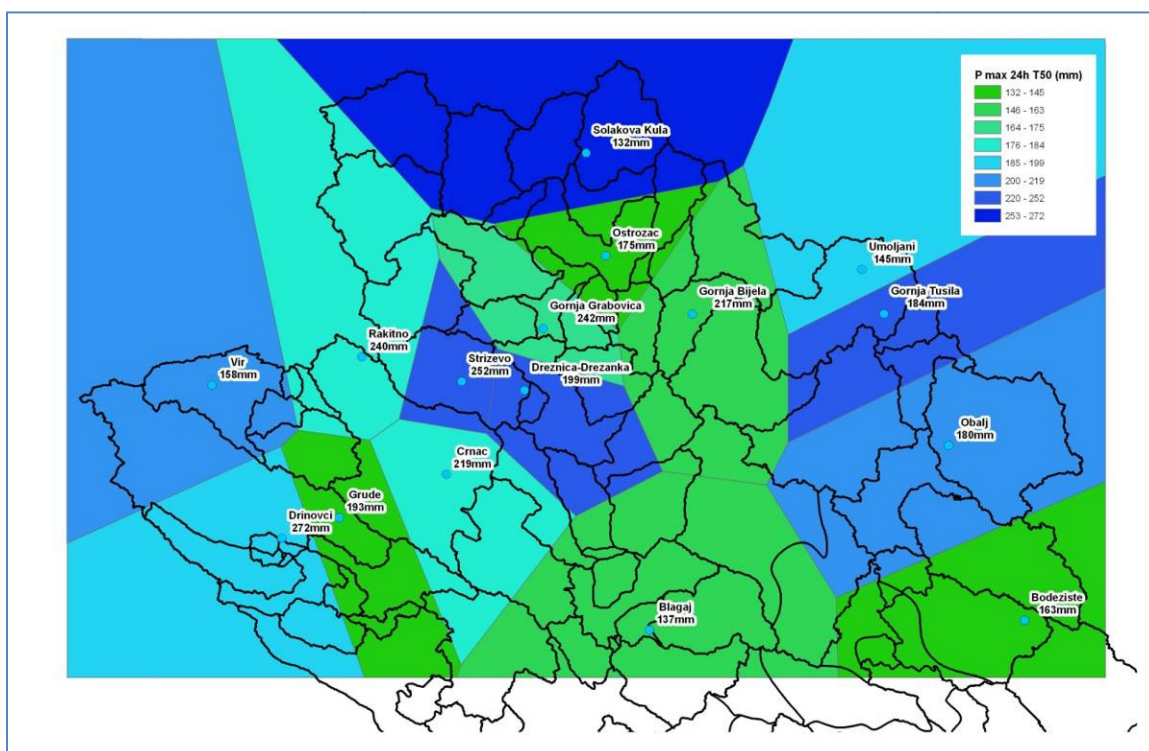 P max 24h T50 (mm)
132 - 145
146 - 163
164 - 175
176 - 184
185 - 199
200 - 219
220 - 252
253 - 272
Solakova Kula
132mm
Ostrozac
175mm
Umoljani
145mm
Gornja Bijela
217mm
Gornja Tusila
184mm
Gornja Grabovica
242mm
Rakitno
240mm
Vir
158mm
Strizevo
252mm
Dreznica-Drezanka
199mm
Obalj
180mm
Crnac
219mm
Grude
193mm
Drinovci
272mm
Blagaj
137mm
Bodeziste
163mm